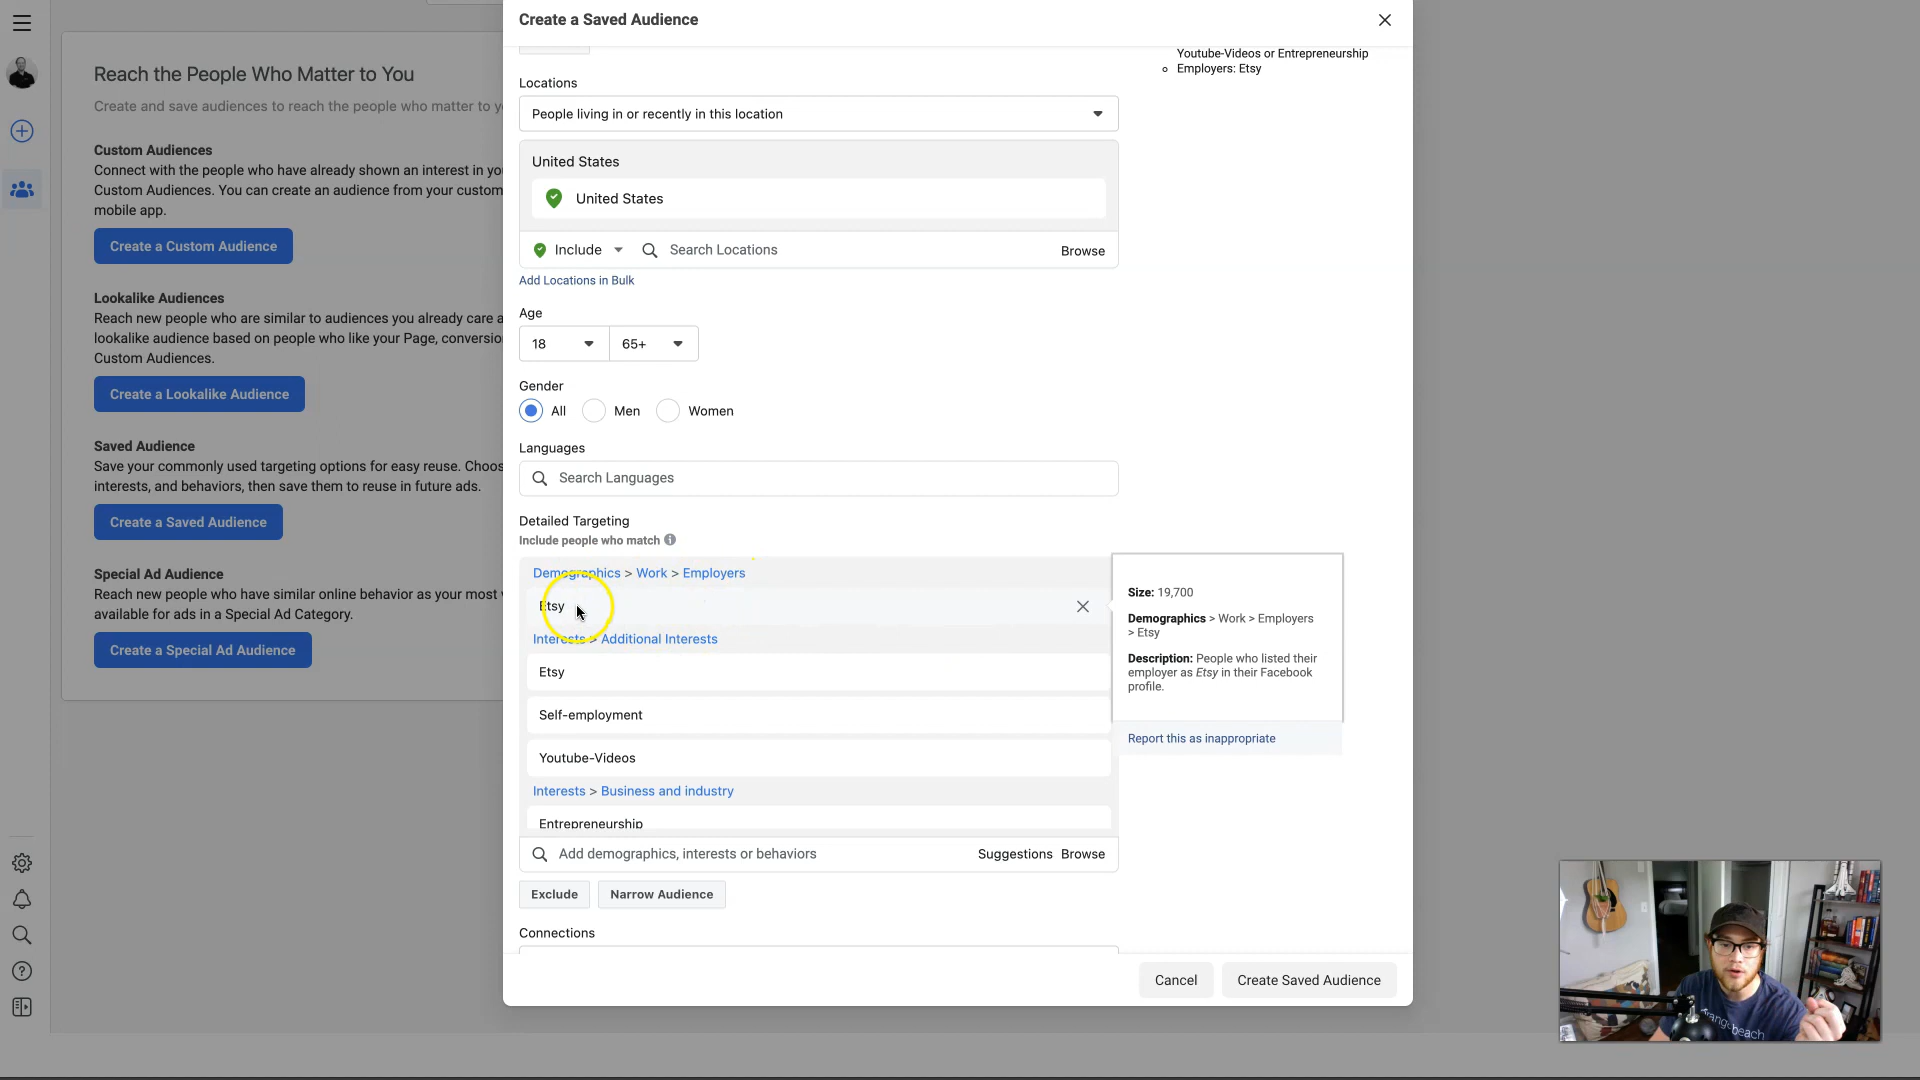 Create a Saved Audience
Reach the People Who Matter to You
Create and save audiences to reach the people who matter to y
Custom Audiences
Connect with the people who have already shown an interest in yo
Custom Audiences. You can create an audience from your custom
mobile app.
Create a Custom Audience
Lookalike Audiences
Reach new people who are similar to audiences you already care a
lookalike audience based on people who like your Page, conversio
Custom Audiences.
Create a Lookalike Audience
Saved Audience
Save your commonly used targeting options for easy reuse. Choos
interests, and behaviors, then save them to reuse in future ads.
Create a Saved Audience
Special Ad Audience
Reach new people who have similar online behavior as your most v
available for ads in a Special Ad Category.
Create a Special Ad Audience
Youtube-Videos or Entrepreneurship
Employers: Etsy
Locations
People living in or recently in this location
United States
United States
Include Search Locations Browse
Add Locations in Bulk
Age
18 65+
Gender
All Men Women
Languages
Search Languages
Detailed Targeting
Include people who match
Demographics > Work > Employers
Etsy
Interests > Additional Interests
Etsy
Self-employment
Youtube-Videos
Interests > Business and industry
Entrepreneurship
Add demographics, interests or behaviors Suggestions Browse
Exclude Narrow Audience
Connections
Size: 19,700
Demographics > Work > Employers
> Etsy
Description: People who listed their
employer as Etsy in their Facebook
profile.
Report this as inappropriate
Cancel Create Saved Audience